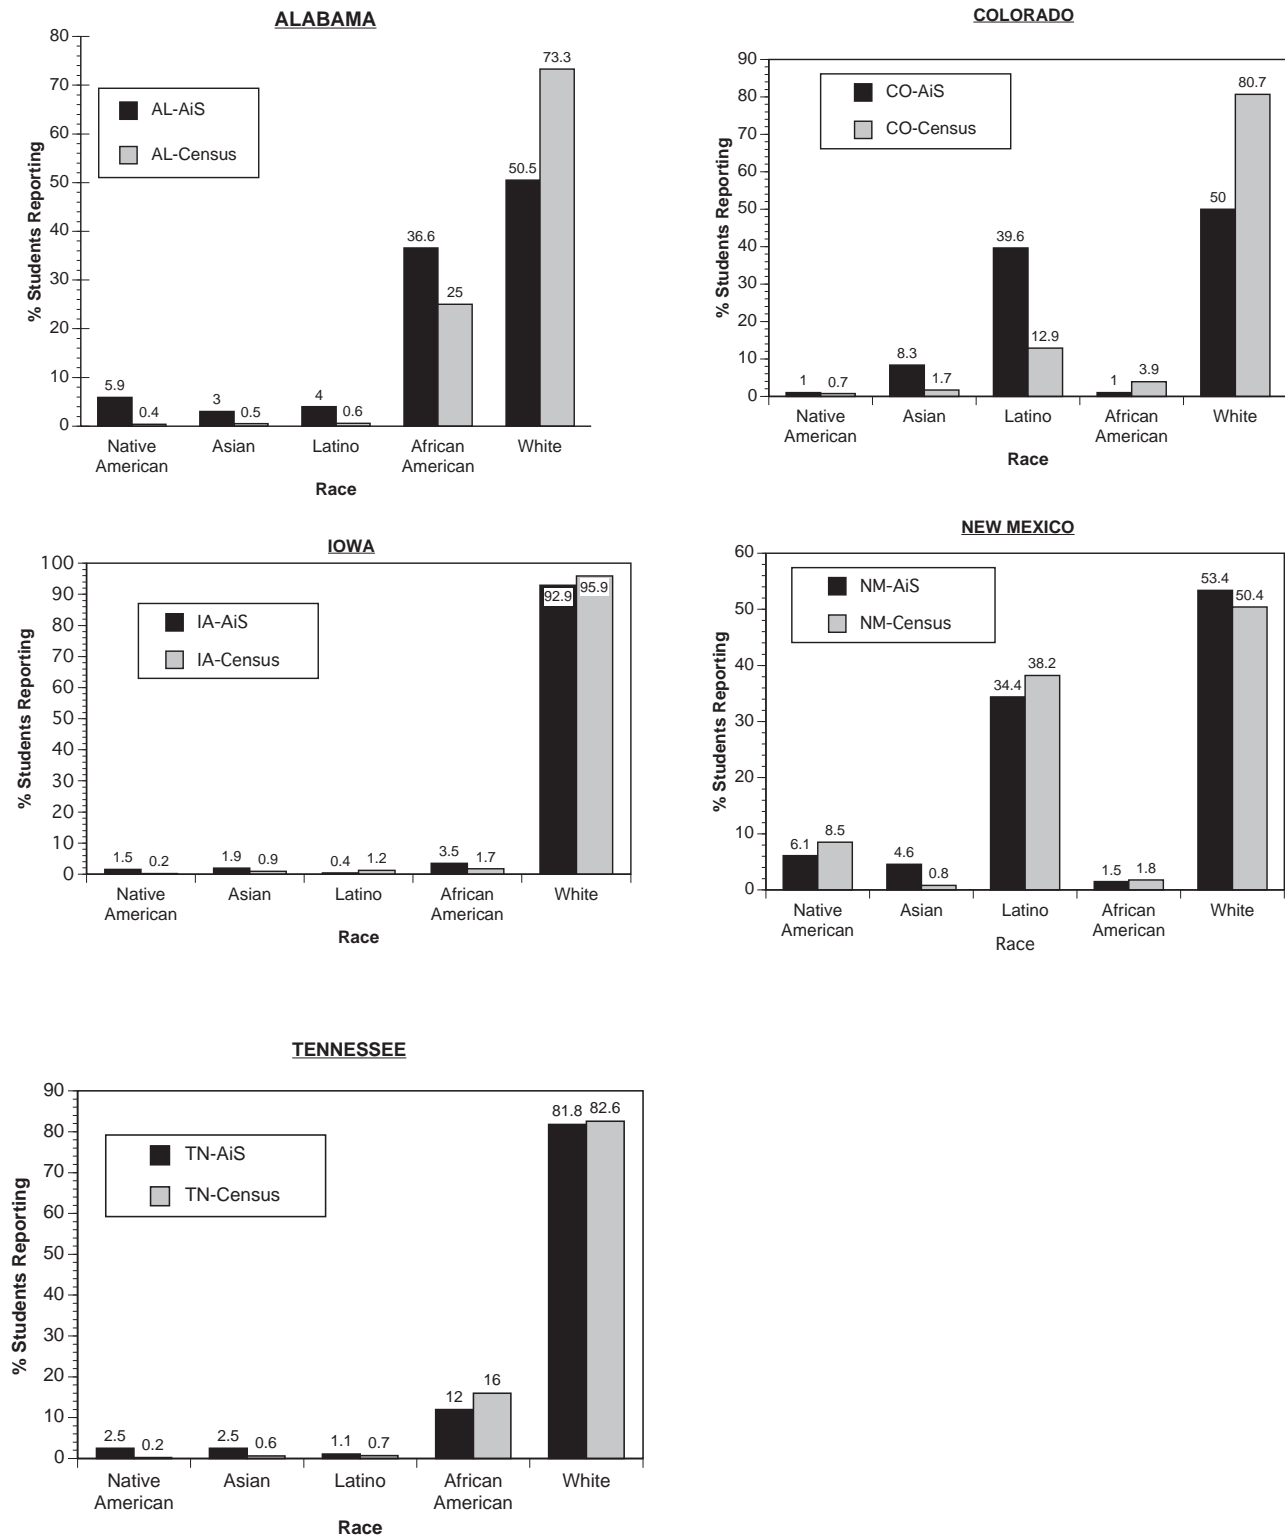 ALABAMA
80
70
60
50
40
30
20
10
0
% Students Reporting
AL-AiS
AL-Census
5.9
0.4
3
0.5
4
0.6
36.6
25
50.5
73.3
Native
American
Asian
Latino
African
American
White
Race
COLORADO
90
80
70
60
50
40
30
20
10
0
% Students Reporting
CO-AiS
CO-Census
1
0.7
8.3
1.7
39.6
12.9
1
3.9
50
80.7
Native
American
Asian
Latino
African
American
White
Race
IOWA
100
90
80
70
60
50
40
30
20
10
0
% Students Reporting
IA-AiS
IA-Census
1.5
0.2
1.9
0.9
0.4
1.2
3.5
1.7
92.9
95.9
Native
American
Asian
Latino
African
American
White
Race
NEW MEXICO
60
50
40
30
20
10
0
% Students Reporting
NM-AiS
NM-Census
6.1
8.5
4.6
0.8
34.4
38.2
1.5
1.8
53.4
50.4
Native
American
Asian
Latino
African
American
White
Race
TENNESSEE
90
80
70
60
50
40
30
20
10
0
% Students Reporting
TN-AiS
TN-Census
2.5
0.2
2.5
0.6
1.1
0.7
12
16
81.8
82.6
Native
American
Asian
Latino
African
American
White
Race